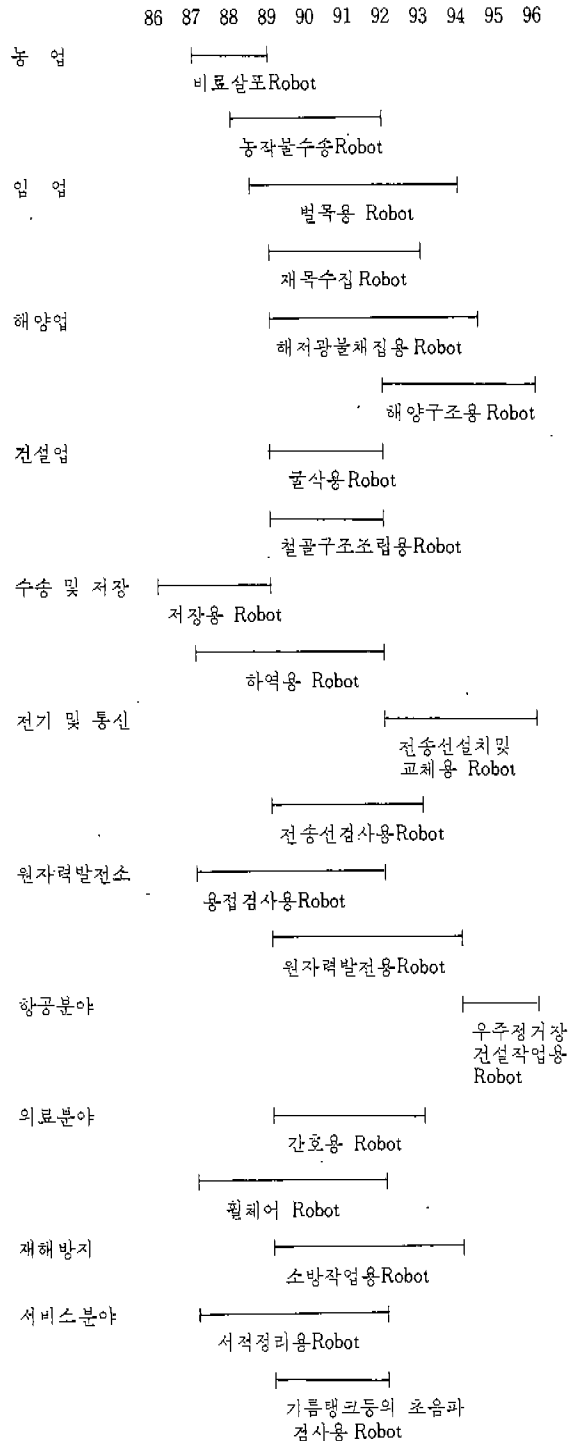 86 87 88 89 90 91 92 93 94 95 96
농 업
비료살포Robot
농작물수송Robot
임 업
벌목용 Robot
재목수집 Robot
해양업
해저광물채집용 Robot
해양구조용 Robot
건설업
굴삭용 Robot
철골구조조립용Robot
수송 및 저장
저장용 Robot
하역용 Robot
전기 및 통신
전송선설치및
교체용 Robot
전송선검사용Robot
원자력발전소
용접검사용Robot
원자력발전용Robot
항공분야
우주정거장
건설작업용
Robot
의료분야
간호용 Robot
휠체어 Robot
재해방지
소방작업용Robot
서비스분야
서적정리용Robot
기름탱크등의 초음파
검사용 Robot